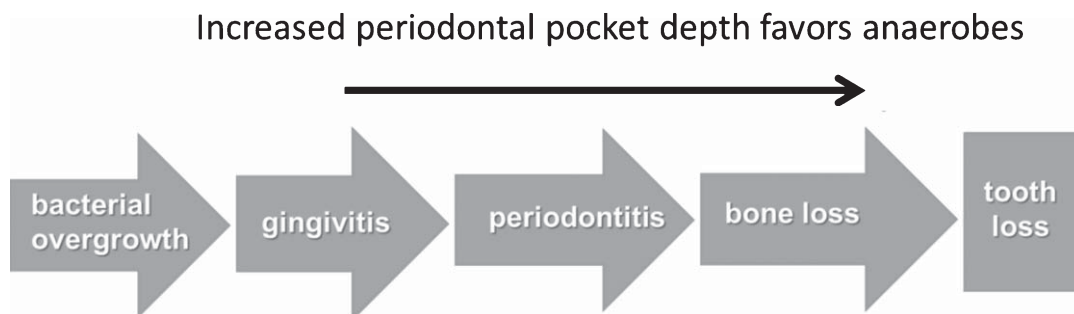 Increased periodontal pocket depth favors anaerobes
bacterial
overgrowth
gingivitis
periodontitis
bone loss
tooth
loss